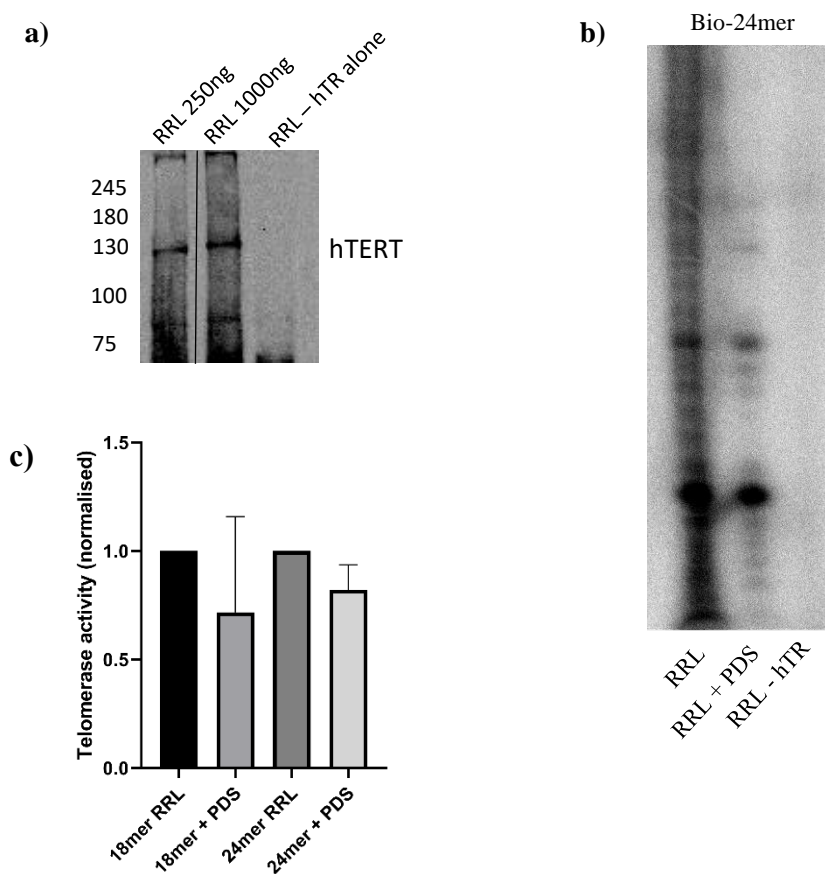 a)
RRL 250ng
RRL 1000ng
RRL – hTR alone
245
180
130
100
75
hTERT
b)
Bio-24mer
RRL
RRL + PDS
RRL - hTR
c)
Telomerase activity (normalised)
1.5
1.0
0.5
0.0
18mer RRL
18mer + PDS
24mer RRL
24mer + PDS